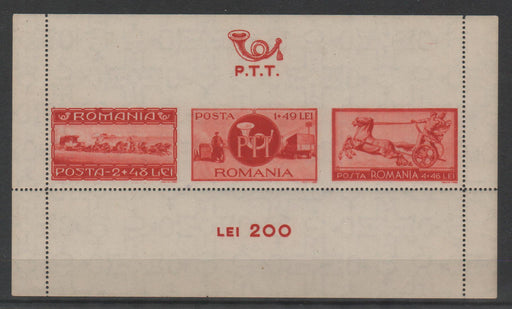 P.T.T.
ROMANIA
POSTA-2+48 LEI
POSTA 1+49 LEI
PTT
ROMANIA
POSTA ROMANIA 4+46 LEI
LEI 200